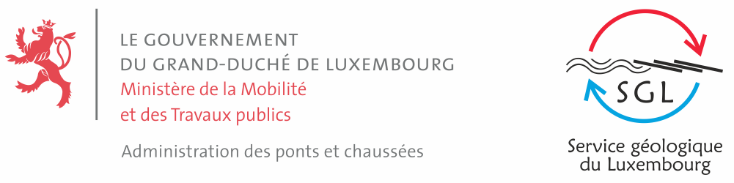 LE GOUVERNEMENT
DU GRAND-DUCHÉ DE LUXEMBOURG
Ministère de la Mobilité
et des Travaux publics
Administration des ponts et chaussées
SGL
Service géologique
du Luxembourg